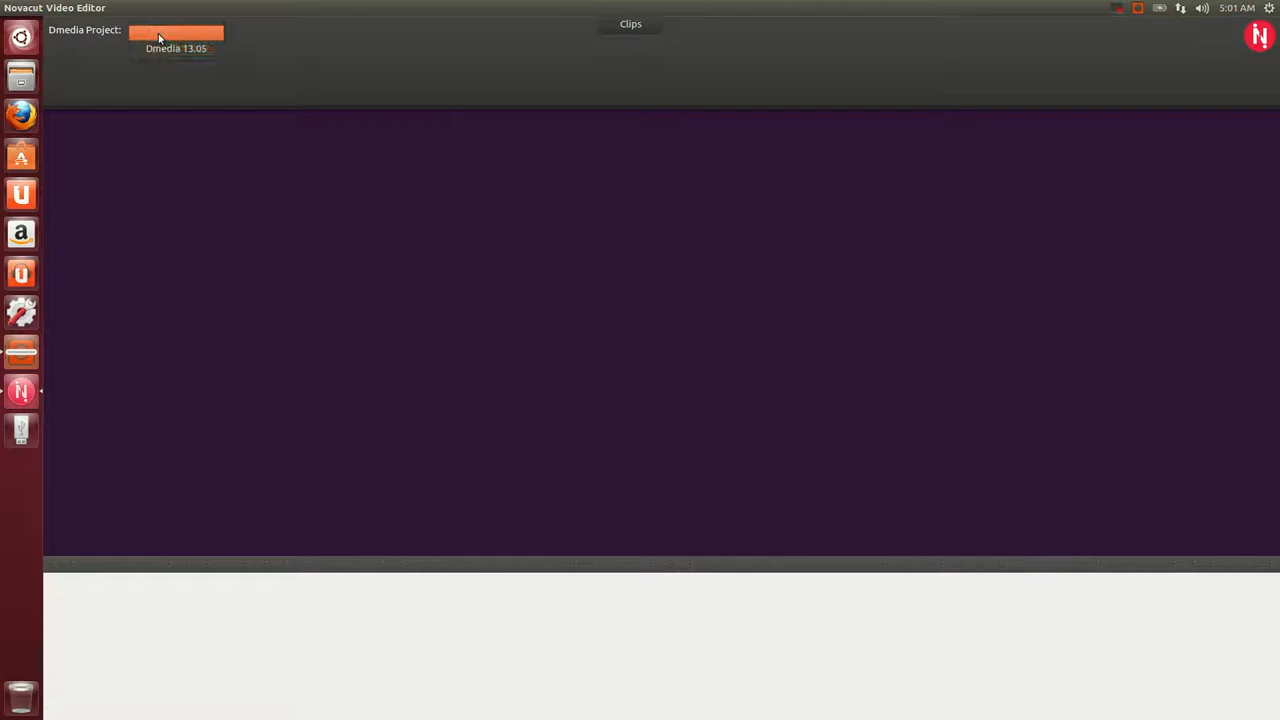 Novacut Video Editor
5:01 AM
Dmedia Project:
Clips
Dmedia 13.05